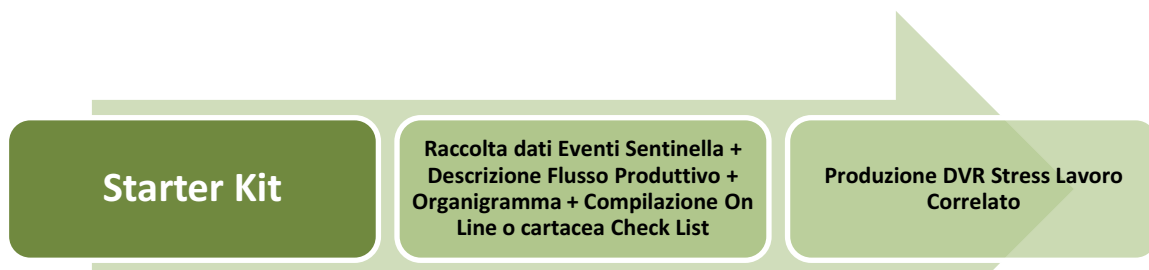 Starter Kit
Raccolta dati Eventi Sentinella +
Descrizione Flusso Produttivo +
Organigramma + Compilazione On
Line o cartacea Check List
Produzione DVR Stress Lavoro
Correlato